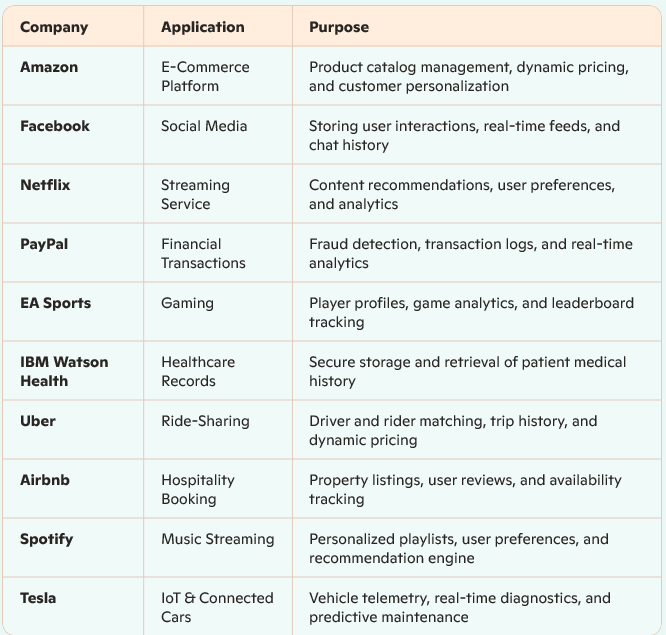 Company Application Purpose
Amazon E-Commerce Platform Product catalog management, dynamic pricing, and customer personalization
Facebook Social Media Storing user interactions, real-time feeds, and chat history
Netflix Streaming Service Content recommendations, user preferences, and analytics
PayPal Financial Transactions Fraud detection, transaction logs, and real-time analytics
EA Sports Gaming Player profiles, game analytics, and leaderboard tracking
IBM Watson Health Healthcare Records Secure storage and retrieval of patient medical history
Uber Ride-Sharing Driver and rider matching, trip history, and dynamic pricing
Airbnb Hospitality Booking Property listings, user reviews, and availability tracking
Spotify Music Streaming Personalized playlists, user preferences, and recommendation engine
Tesla IoT & Connected Cars Vehicle telemetry, real-time diagnostics, and predictive maintenance